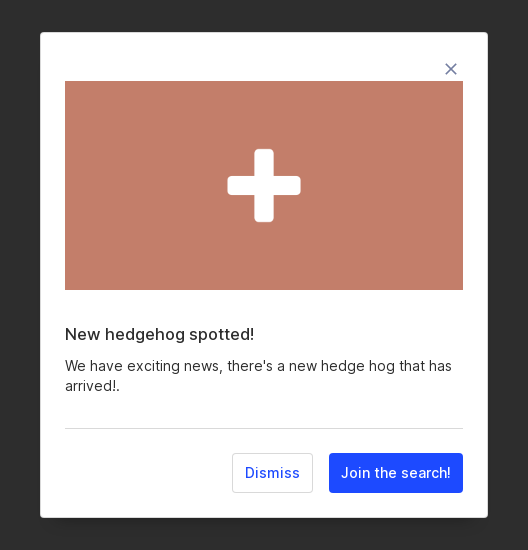 New hedgehog spotted!
We have exciting news, there's a new hedge hog that has
arrived!.
Dismiss
Join the search!